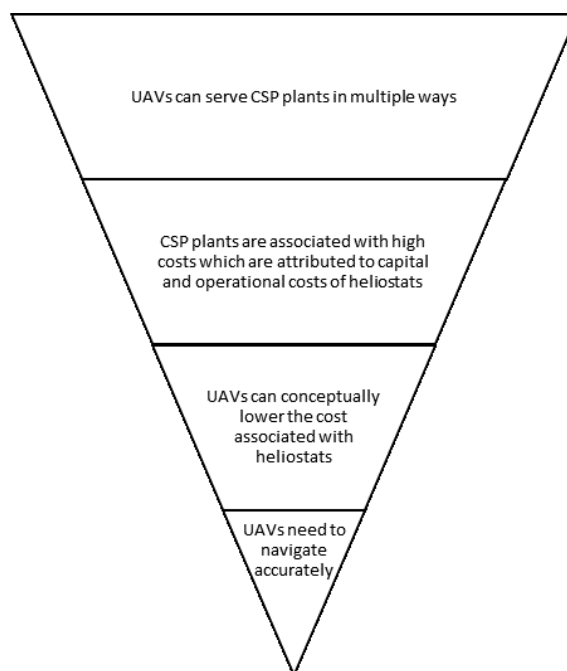 UAVs can serve CSP plants in multiple ways
CSP plants are associated with high
costs which are attributed to capital
and operational costs of heliostats
UAVs can conceptually
lower the cost
associated with
heliostats
UAVs need to
navigate
accurately